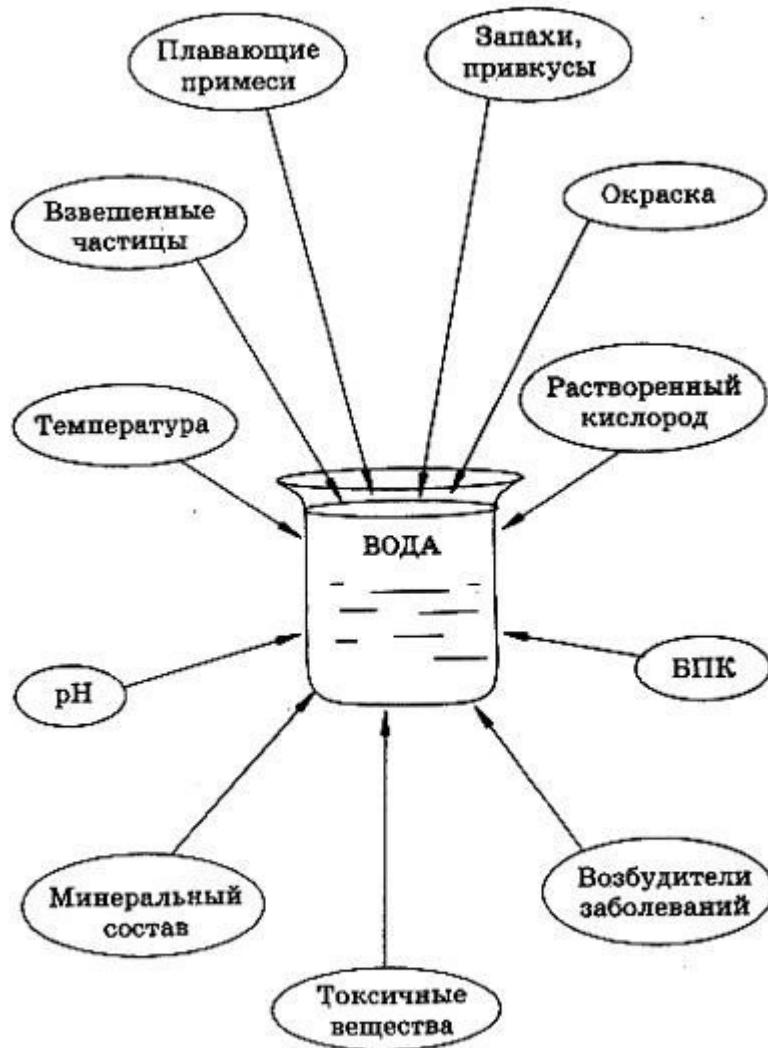 Плавающие
примеси
Запахи,
привкусы
Взвешенные
частицы
Окраска
Температура
Растворенный
кислород
ВОДА
рН
БПК
Минеральный
состав
Возбудители
заболеваний
Токсичные
вещества